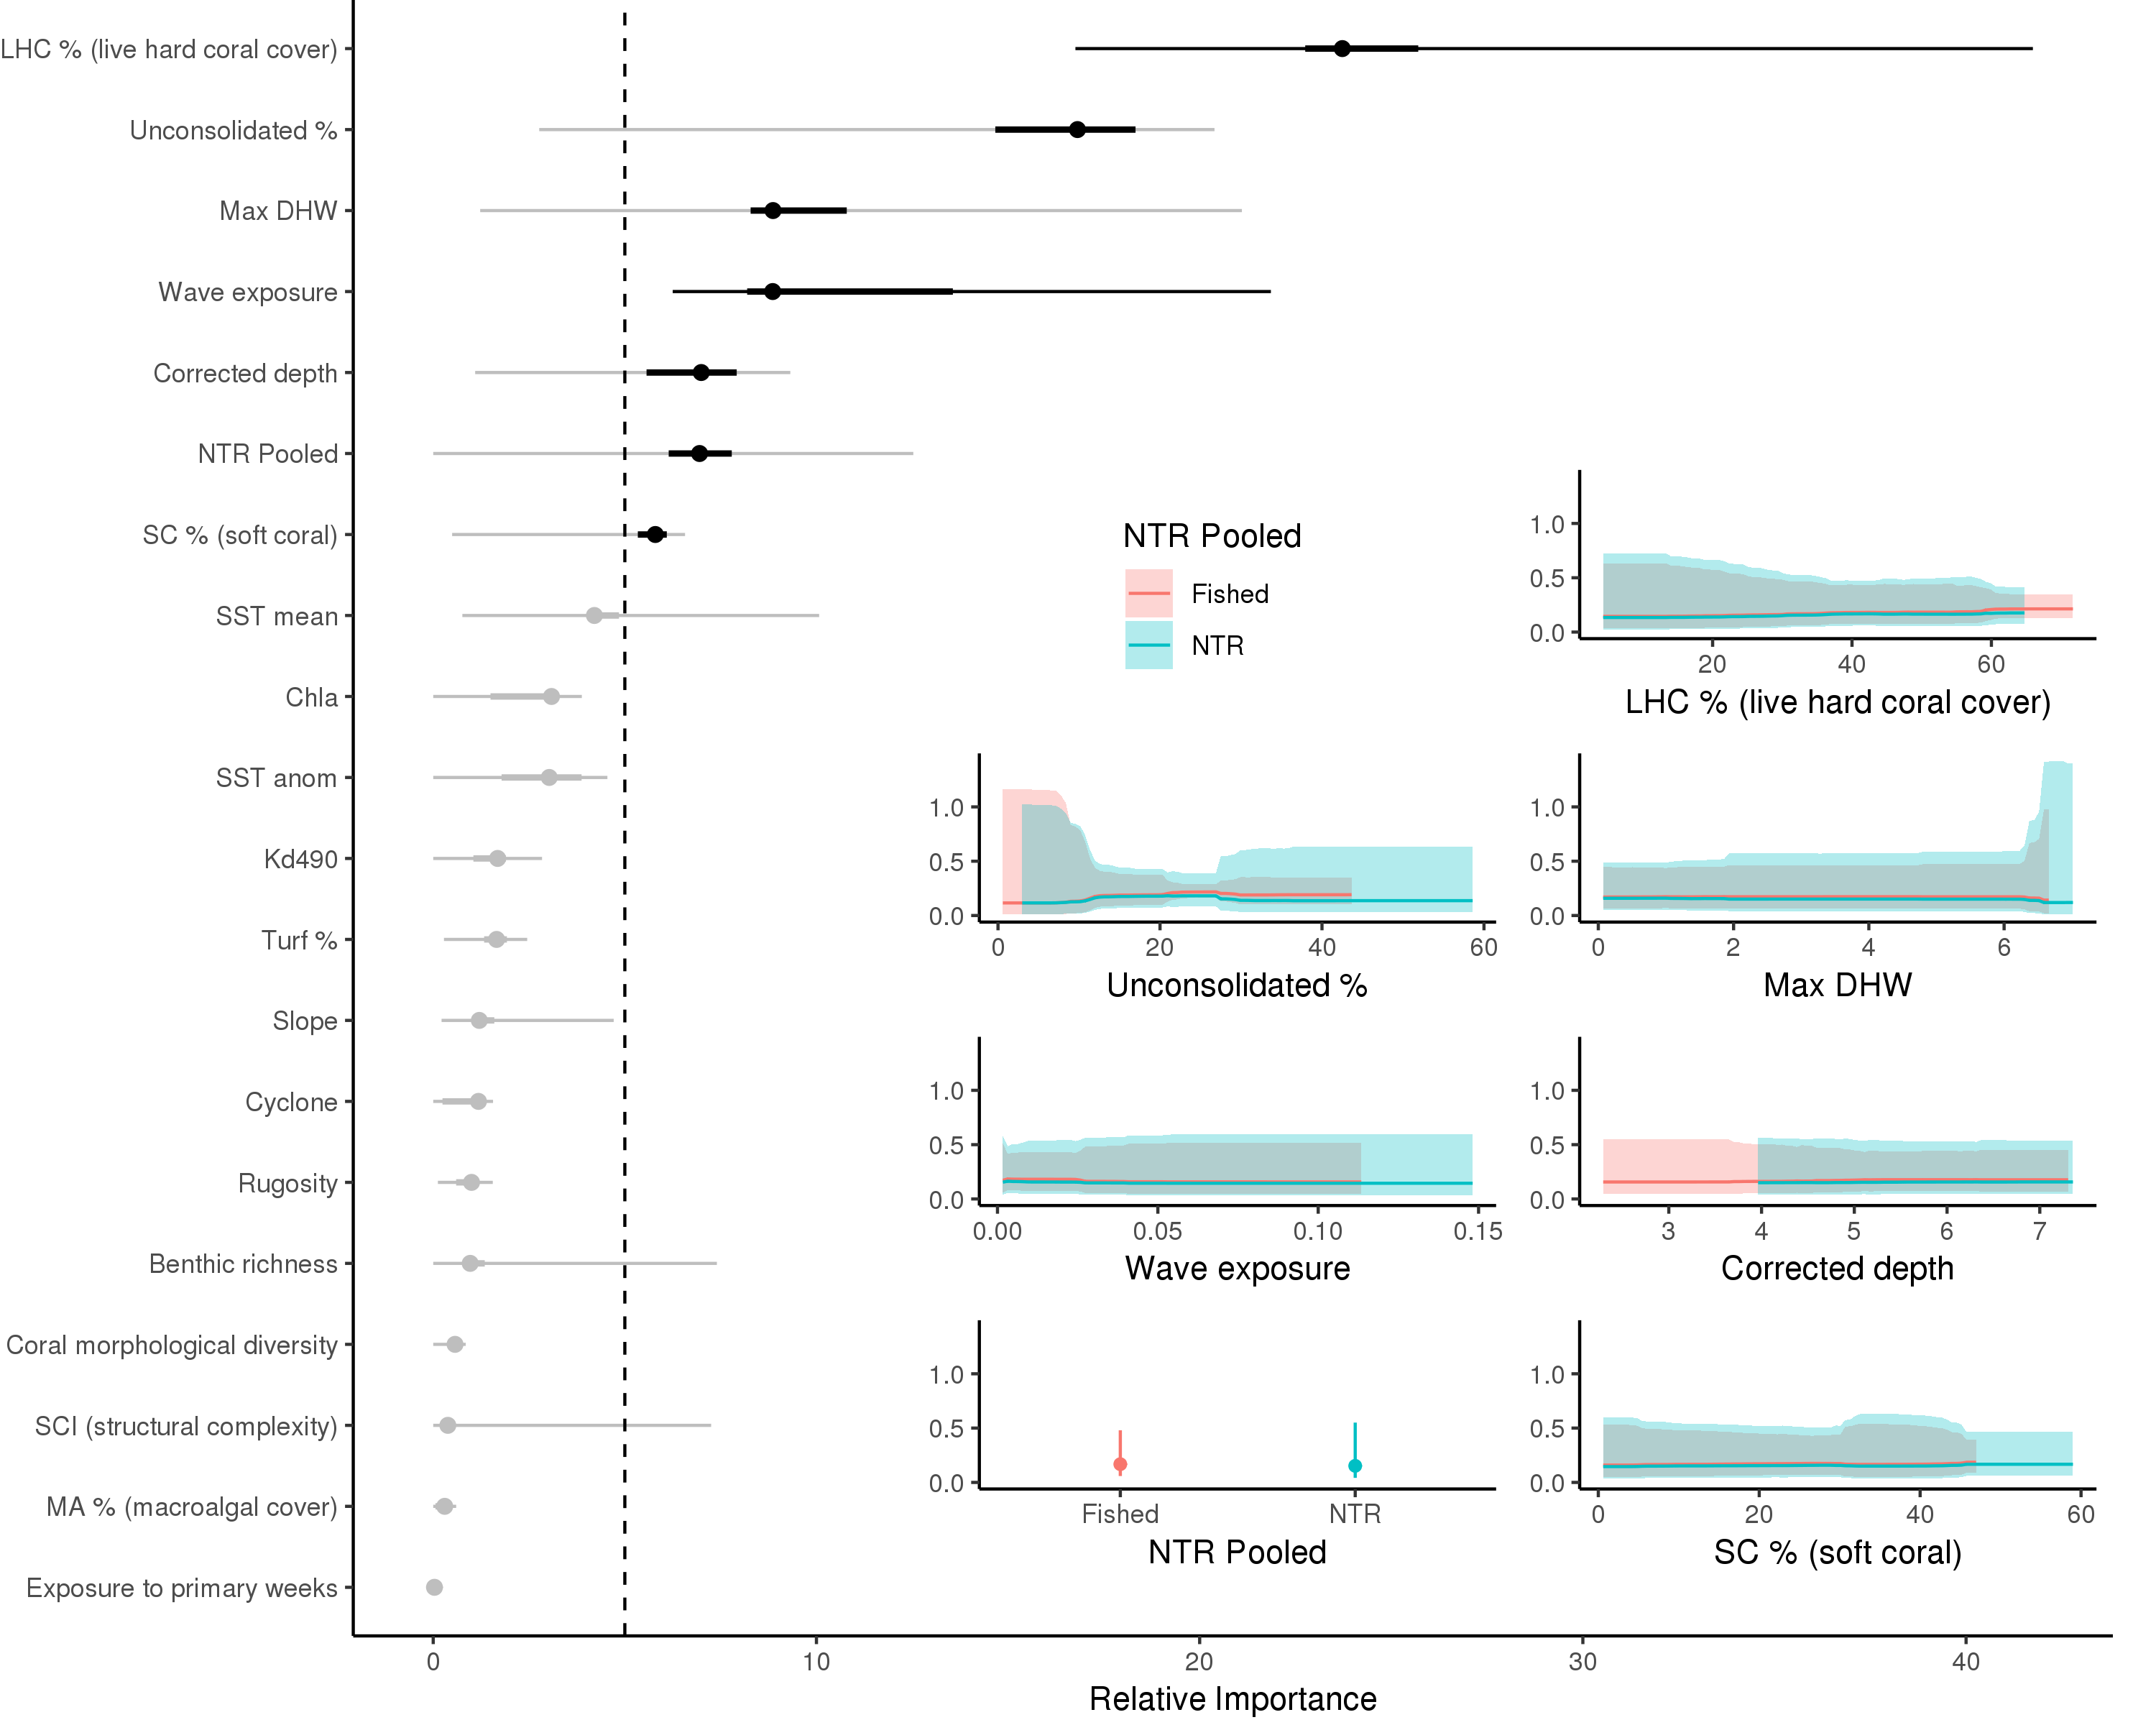 LHC % (live hard coral cover)
Unconsolidated %
Max DHW
Wave exposure
Corrected depth
NTR Pooled
SC % (soft coral)
SST mean
Chla
SST anom
Kd490
Turf %
Slope
Cyclone
Rugosity
Benthic richness
Coral morphological diversity
SCI (structural complexity)
MA % (macroalgal cover)
Exposure to primary weeks
0 10 20 30 40
Relative Importance
NTR Pooled
Fished
NTR
1.0
0.5
0.0
20 40 60
LHC % (live hard coral cover)
1.0
0.5
0.0
0 20 40 60
Unconsolidated %
1.0
0.5
0.0
0 2 4 6
Max DHW
1.0
0.5
0.0
0.00 0.05 0.10 0.15
Wave exposure
1.0
0.5
0.0
3 4 5 6 7
Corrected depth
1.0
0.5
0.0
Fished NTR
NTR Pooled
1.0
0.5
0.0
0 20 40 60
SC % (soft coral)